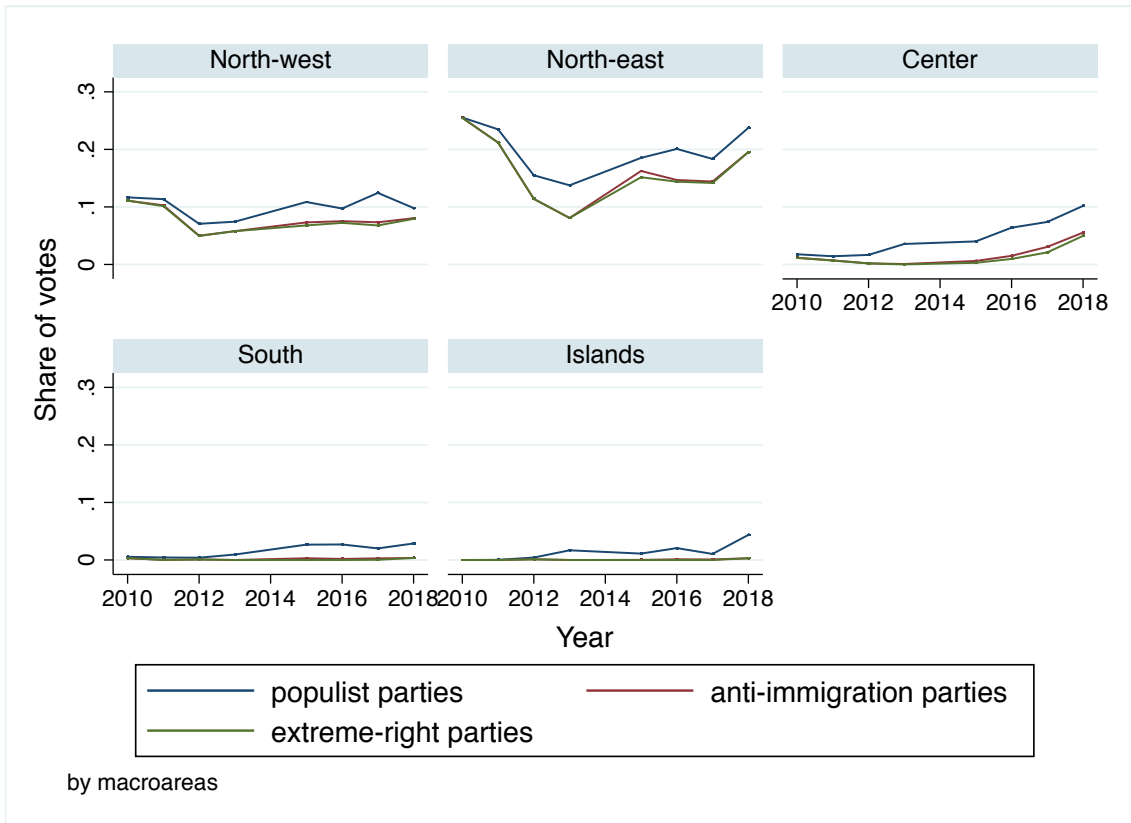 North-west North-east Center
.3
.2
.1
0
2010 2012 2014 2016 2018
South Islands
.3
.2
.1
0
2010 2012 2014 2016 2018 2010 2012 2014 2016 2018
Share of votes
Year
populist parties anti-immigration parties
extreme-right parties
by macroareas